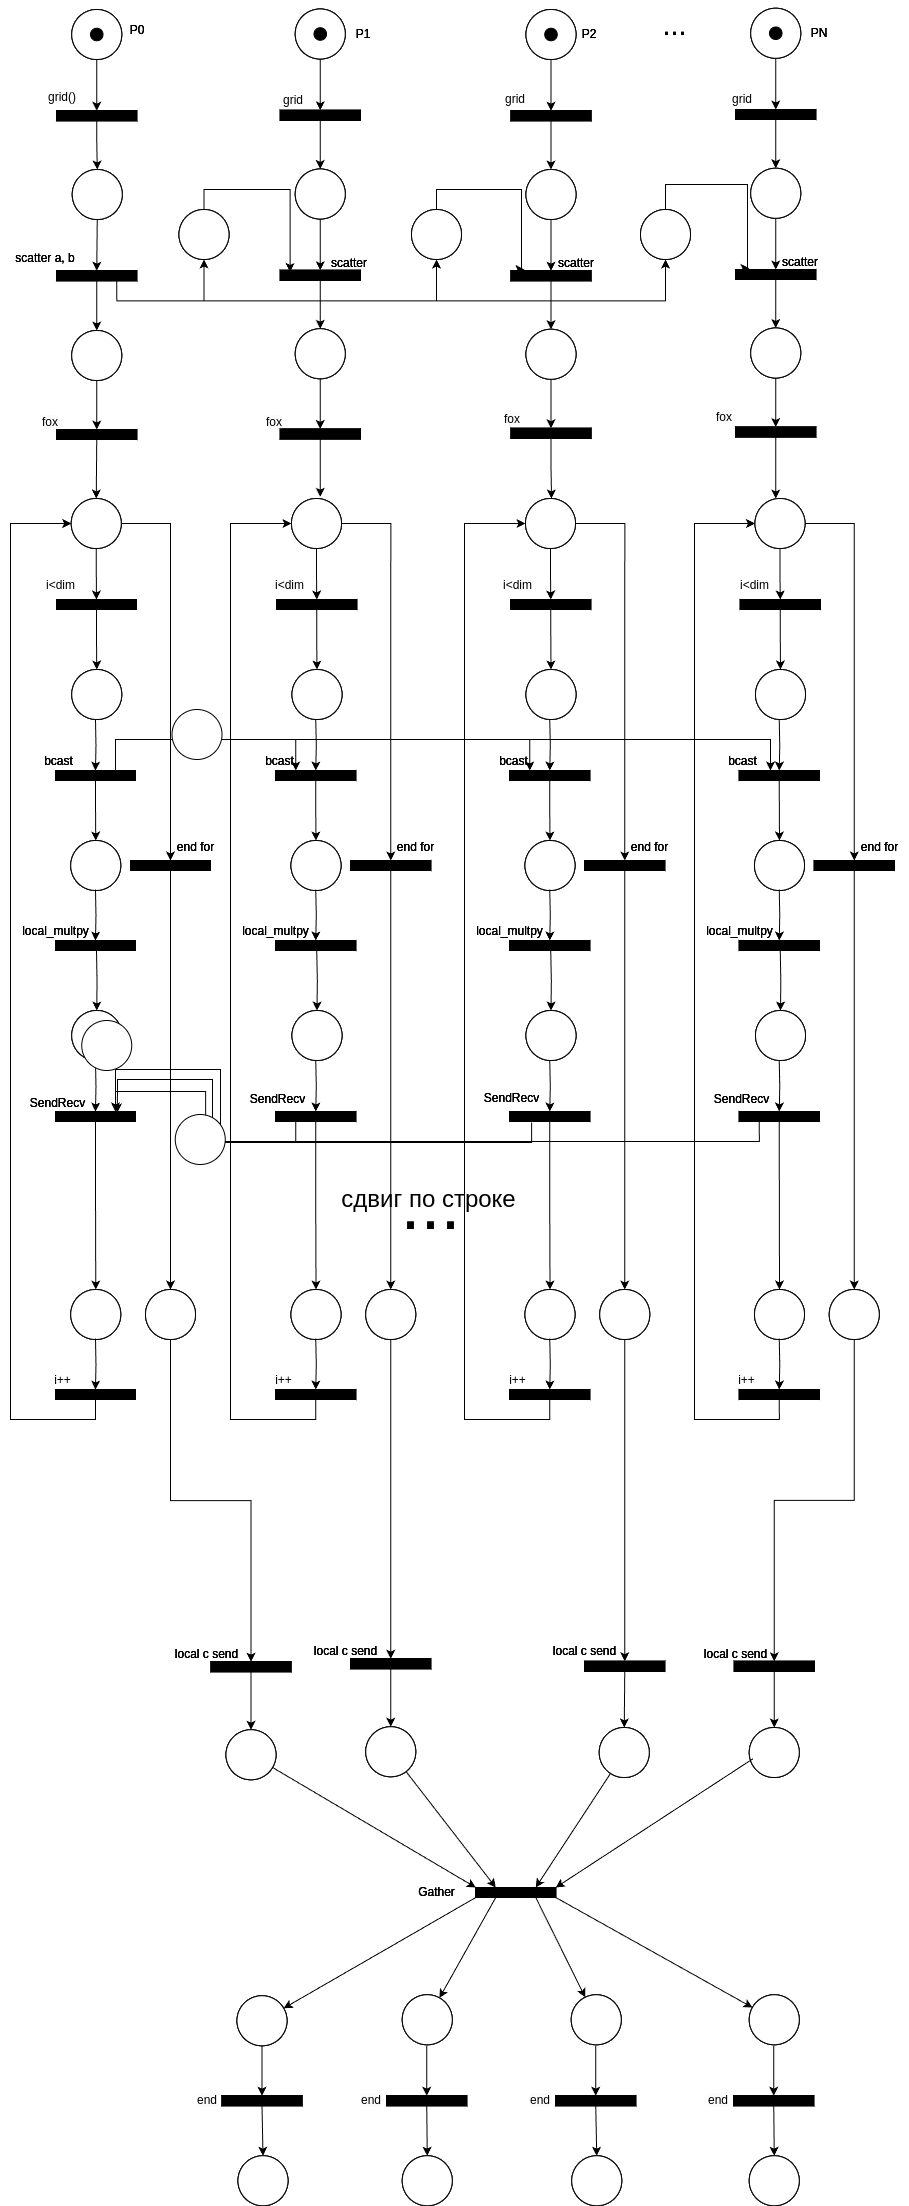 P0
P1
P2
...
PN
grid()
grid
grid
grid
scatter a, b
scatter
scatter
scatter
fox
fox
fox
fox
i<dim
i<dim
i<dim
i<dim
bcast
bcast
bcast
bcast
end for
end for
end for
end for
local_multpy
local_multpy
local_multpy
local_multpy
SendRecv
SendRecv
SendRecv
SendRecv
сдвиг по строке
...
i++
i++
i++
i++
local c send
local c send
local c send
local c send
Gather
end
end
end
end